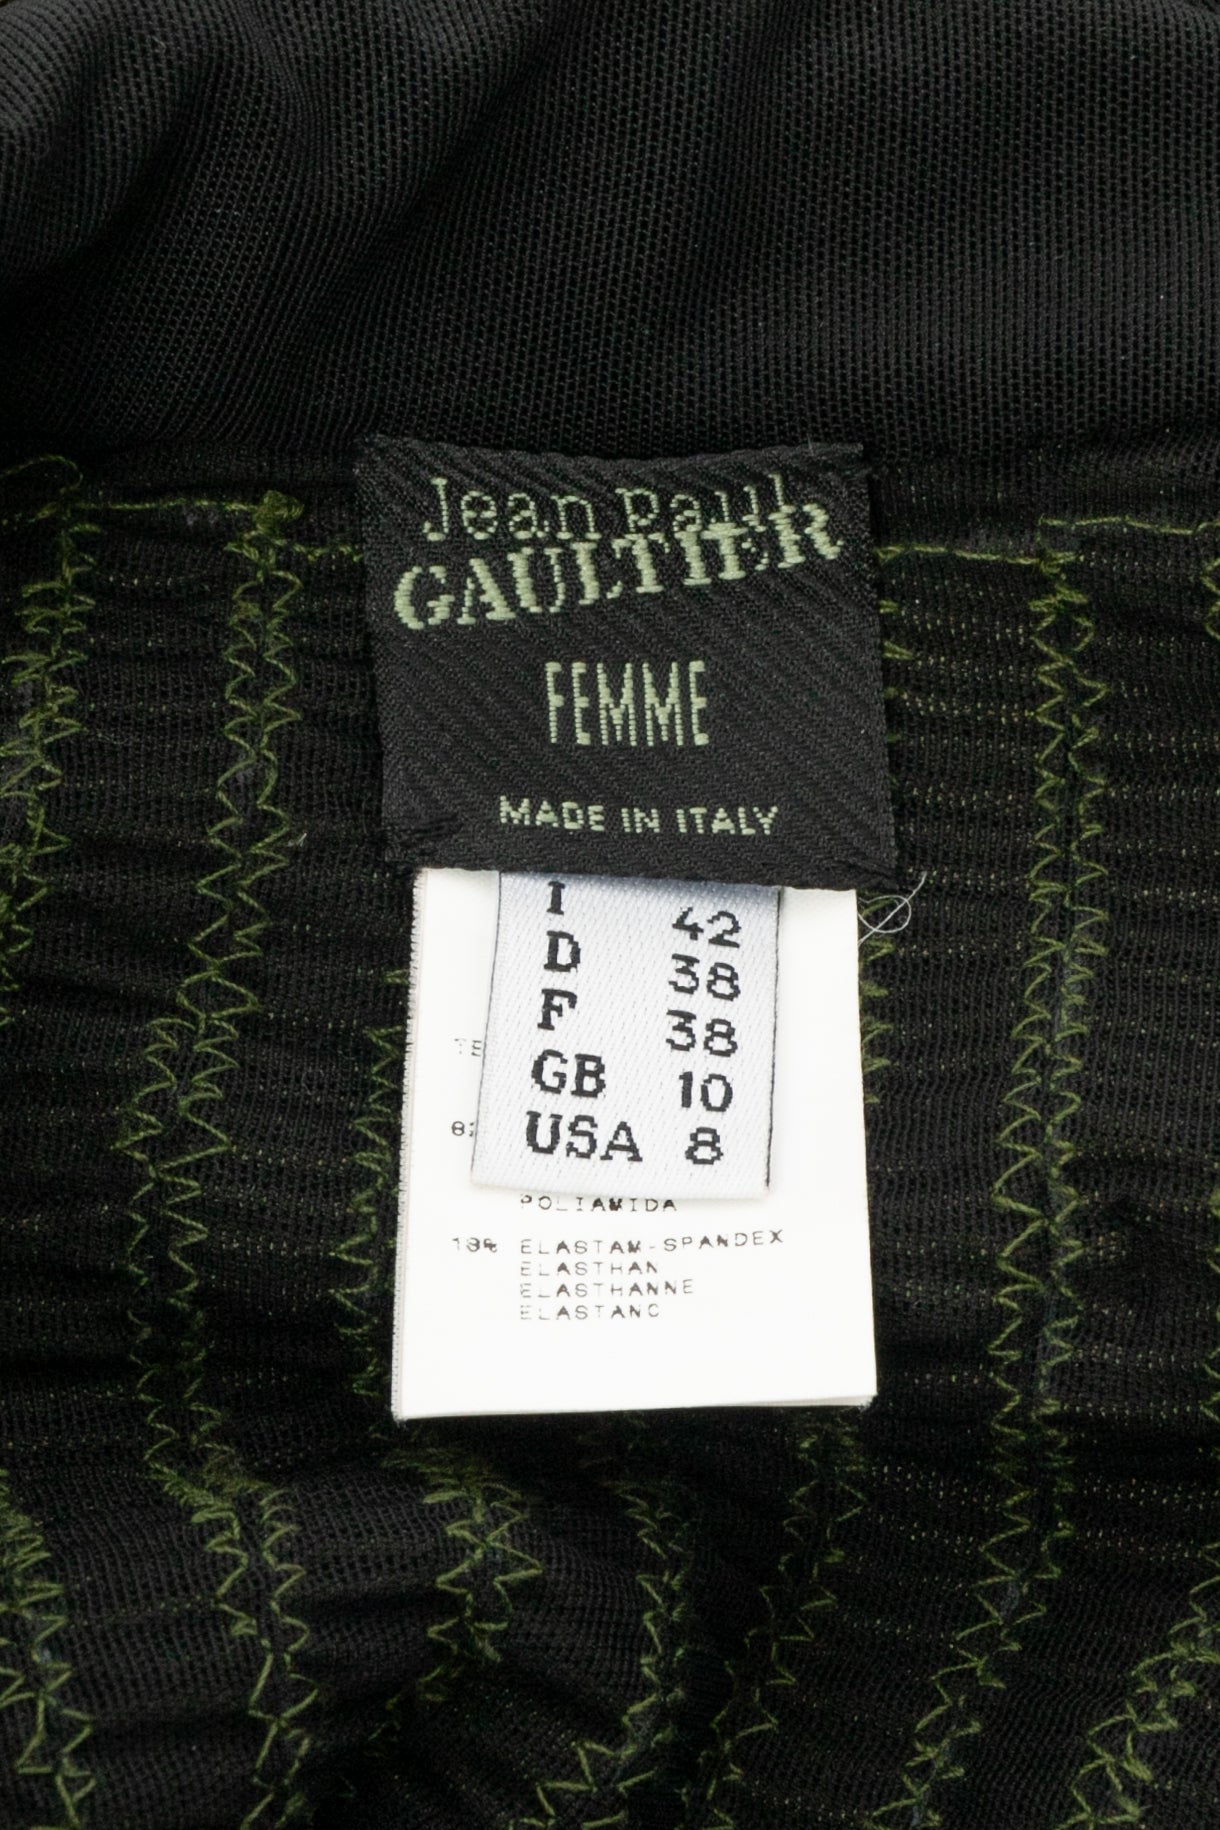 Jean Paul
GAULTIER
FEMME
MADE IN ITALY
I 42
D 38
F 38
GB 10
USA 8
POLIAMIDA
18% ELASTAM-SPANDEX
ELASTHAN
ELASTHANNE
ELASTANO